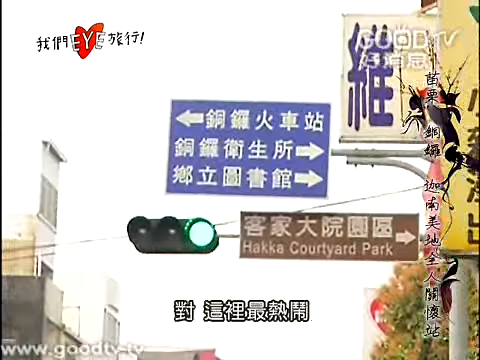 我們EYE旅行!
GOODTV
好消息
維
苗栗 銅鑼 迦南美地全人關懷站
銅鑼火車站
銅鑼衛生所
鄉立圖書館
客家大院園區
Hakka Courtyard Park
對 這裡最熱鬧
www.goodtv.tv